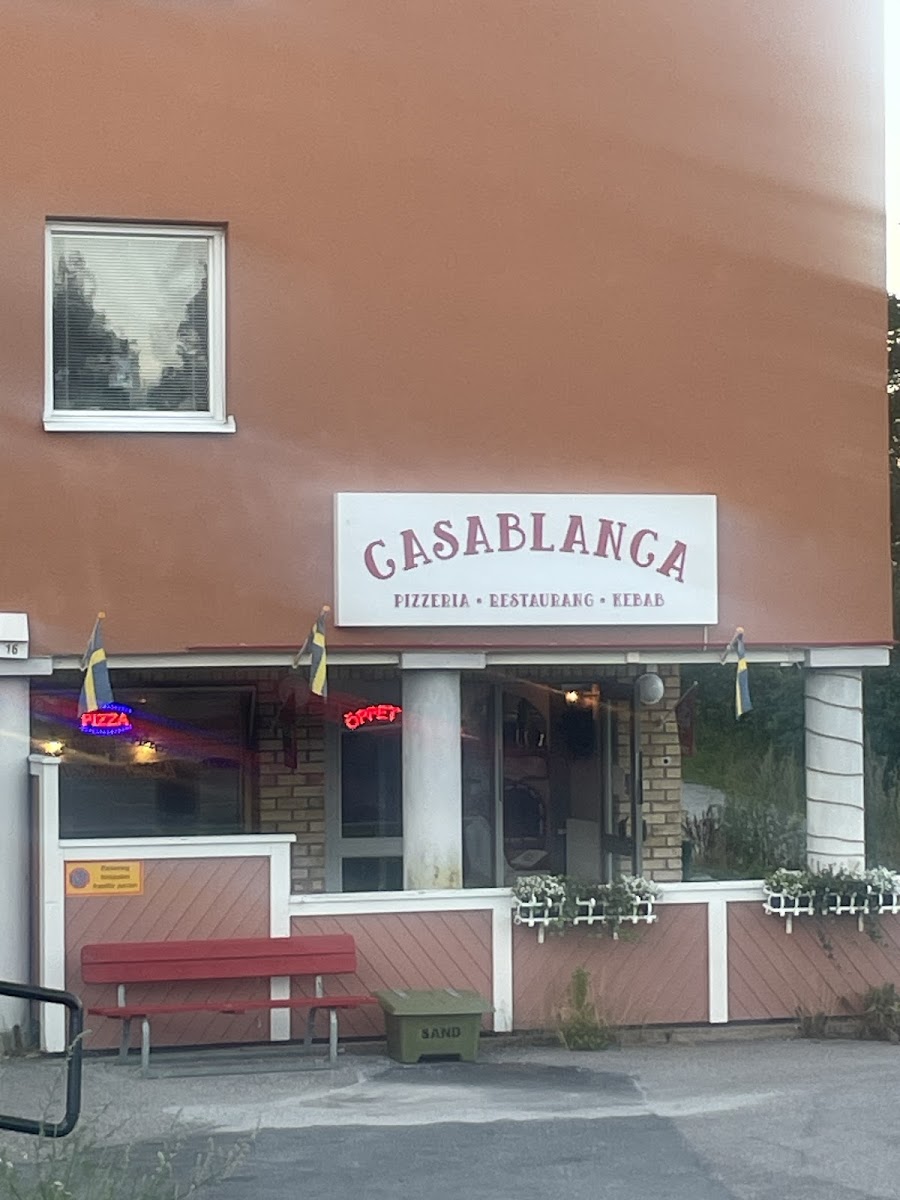 CASABLANCA
PIZZERIA • RESTAURANG • KEBAB
16
PIZZA
ÖPPET
SAND